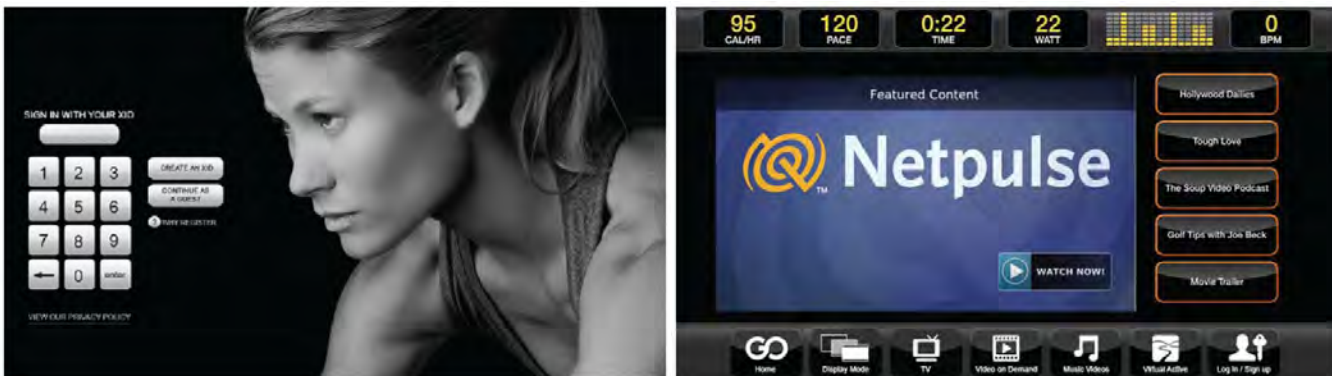 SIGN IN WITH YOUR XID
1 2 3
CREATE AN XID
4 5 6
CONTINUE AS
A GUEST
? WHY REGISTER
7 8 9
0 enter
VIEW OUR PRIVACY POLICY
95 120 0:22 22 0
CAL/HR PACE TIME WATT BPM
Featured Content
Netpulse
TM
WATCH NOW!
Hollywood Dailies
Tough Love
The Soup Video Podcast
Golf Tips with Joe Beck
Movie Trailer
GO
Home Display Mode TV Video on Demand Music Videos Virtual Active Log In / Sign up